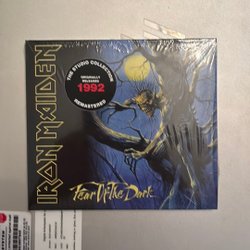 IRON MAIDEN
THE STUDIO COLLECTION
ORIGINALLY
RELEASED
1992
REMASTERED
Fear Of The Dark